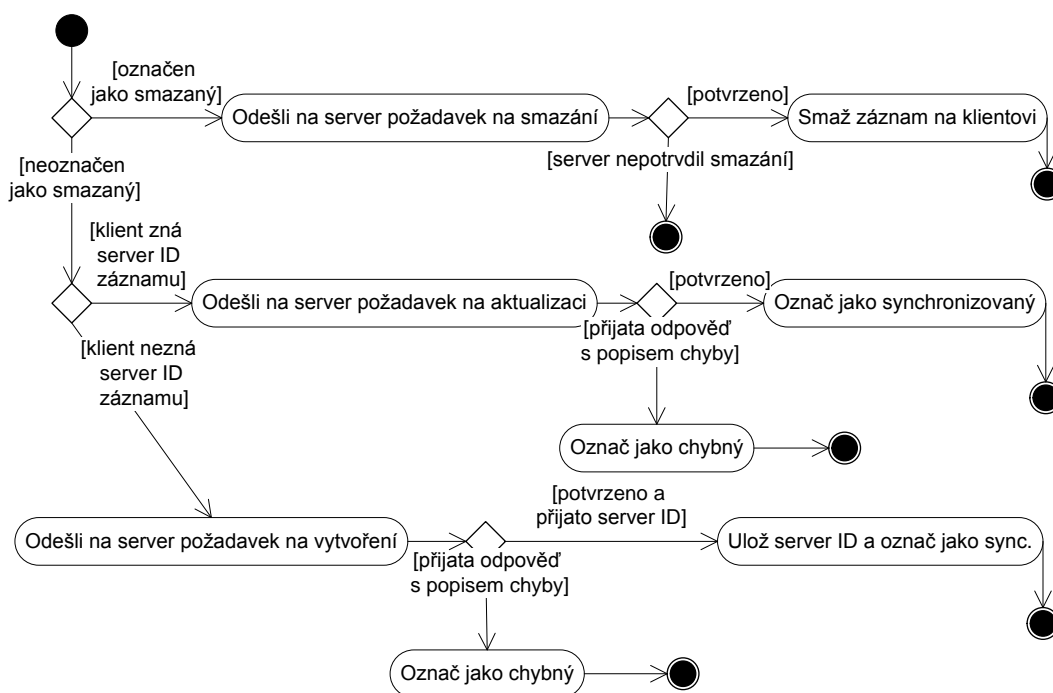 [označen
jako smazaný]
Odešli na server požadavek na smazání
[potvrzeno]
Smaž záznam na klientovi
[neoznačen
jako smazaný]
[server nepotrvdil smazání]
[klient zná
server ID
záznamu]
Odešli na server požadavek na aktualizaci
[potvrzeno]
Označ jako synchronizovaný
[přijata odpověď
s popisem chyby]
[klient nezná
server ID
záznamu]
Označ jako chybný
[potvrzeno a
přijato server ID]
Odešli na server požadavek na vytvoření
Ulož server ID a označ jako sync.
[přijata odpověď
s popisem chyby]
Označ jako chybný